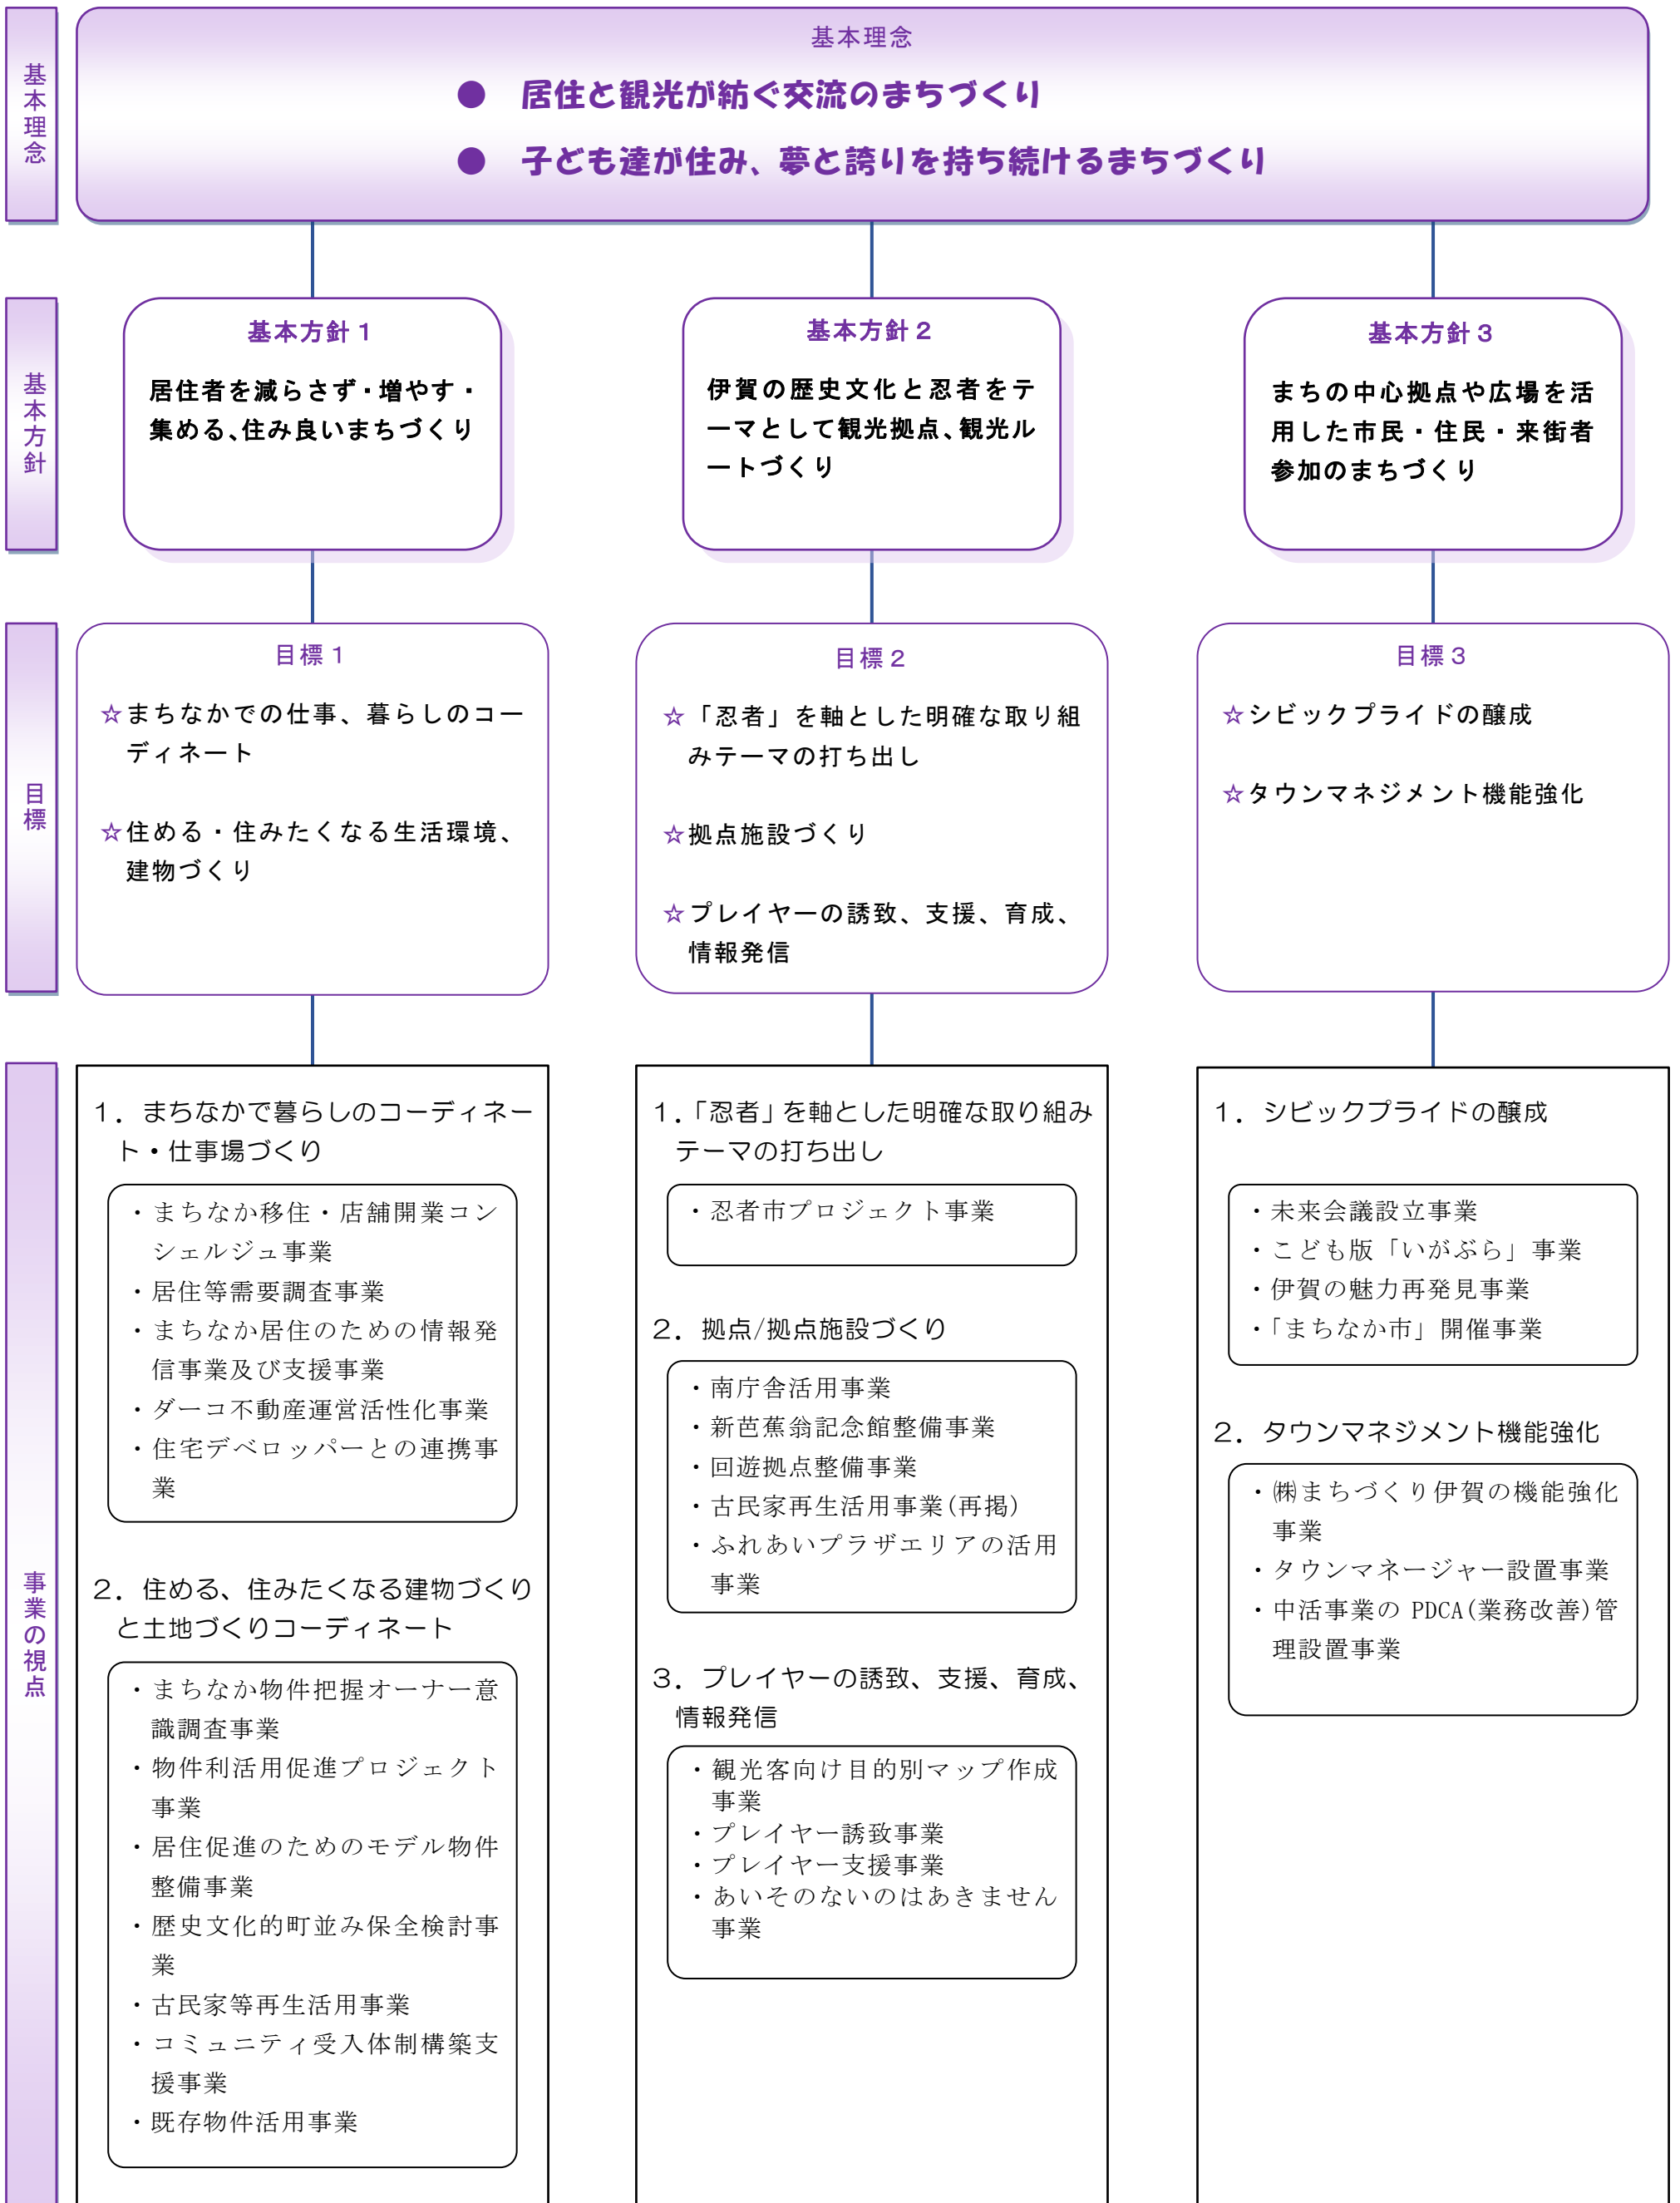 基本理念
基本理念
● 居住と観光が紡ぐ交流のまちづくり
● 子ども達が住み、夢と誇りを持ち続けるまちづくり
基本方針
基本方針１
居住者を減らさず・増やす・
集める、住み良いまちづくり
基本方針２
伊賀の歴史文化と忍者をテ
ーマとして観光拠点、観光ル
ートづくり
基本方針３
まちの中心拠点や広場を活
用した市民・住民・来街者
参加のまちづくり
目標
目標１
☆まちなかでの仕事、暮らしのコー
ディネート
☆住める・住みたくなる生活環境、
建物づくり
目標２
☆「忍者」を軸とした明確な取り組
みテーマの打ち出し
☆拠点施設づくり
☆プレイヤーの誘致、支援、育成、
情報発信
目標３
☆シビックプライドの醸成
☆タウンマネジメント機能強化
事業の視点
１．まちなかで暮らしのコーディネー
ト・仕事場づくり
・まちなか移住・店舗開業コン
シェルジュ事業
・居住等需要調査事業
・まちなか居住のための情報発
信事業及び支援事業
・ダーコ不動産運営活性化事業
・住宅デベロッパーとの連携事
業
２．住める、住みたくなる建物づくり
と土地づくりコーディネート
・まちなか物件把握オーナー意
識調査事業
・物件利活用促進プロジェクト
事業
・居住促進のためのモデル物件
整備事業
・歴史文化的町並み保全検討事
業
・古民家等再生活用事業
・コミュニティ受入体制構築支
援事業
・既存物件活用事業
１．「忍者」を軸とした明確な取り組み
テーマの打ち出し
・忍者市プロジェクト事業
２．拠点/拠点施設づくり
・南庁舎活用事業
・新芭蕉翁記念館整備事業
・回遊拠点整備事業
・古民家再生活用事業(再掲)
・ふれあいプラザエリアの活用
事業
３．プレイヤーの誘致、支援、育成、
情報発信
・観光客向け目的別マップ作成
事業
・プレイヤー誘致事業
・プレイヤー支援事業
・あいそのないのはあきません
事業
１．シビックプライドの醸成
・未来会議設立事業
・こども版「いがぶら」事業
・伊賀の魅力再発見事業
・「まちなか市」開催事業
２．タウンマネジメント機能強化
・㈱まちづくり伊賀の機能強化
事業
・タウンマネージャー設置事業
・中活事業の PDCA(業務改善)管
理設置事業